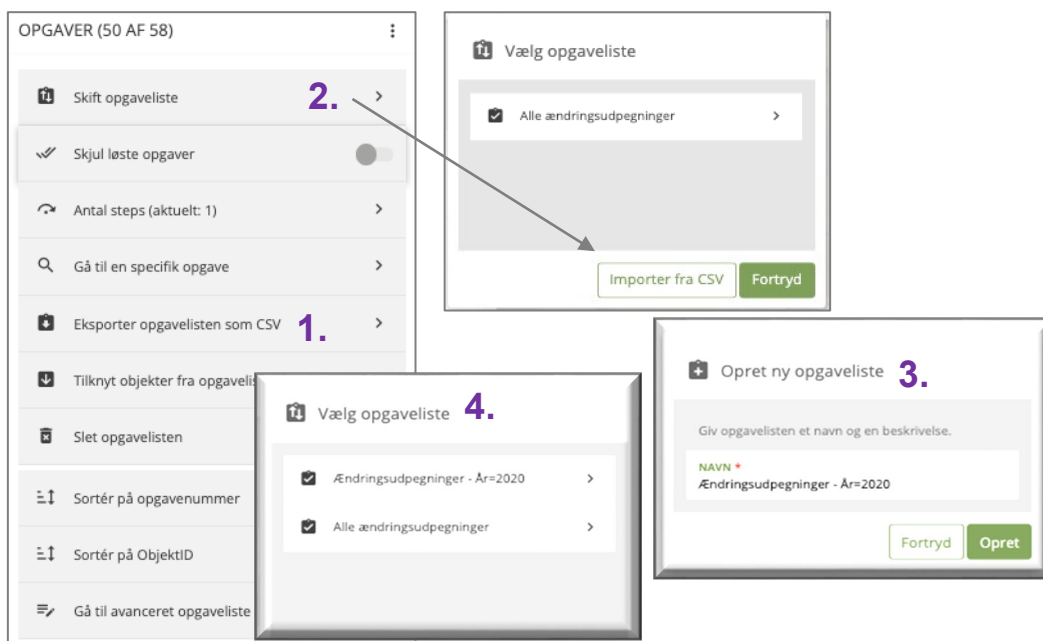 OPGAVER (50 AF 58)
Skift opgaveliste
2.
Skjul løste opgaver
Antal steps (aktuelt: 1)
Gå til en specifik opgave
Eksporter opgavelisten som CSV
1.
Tilknyt objekter fra
Slet opgavelisten
Sortér på opgavenummer
Sortér på ObjektID
Gå til avanceret opgaveliste
Vælg opgaveliste
Alle ændringsudpegninger
Importer fra CSV
Fortryd
Opret ny opgaveliste
3.
Giv opgavelisten et navn og en beskrivelse.
NAVN *
Ændringsudpegninger - År=2020
Fortryd
Opret
Vælg opgaveliste
4.
Ændringsudpegninger - År=2020
Alle ændringsudpegninger